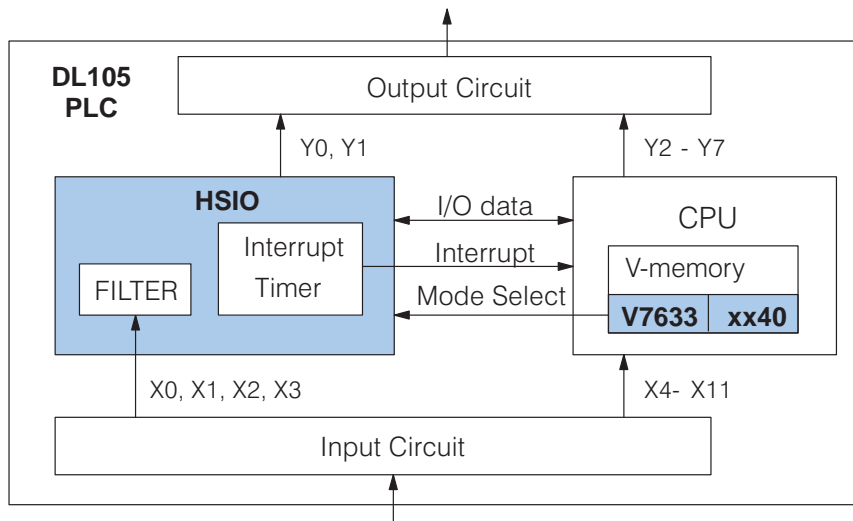 DL105
PLC
Output Circuit
Y0, Y1
Y2 - Y7
HSIO
Interrupt
Timer
FILTER
I/O data
Interrupt
Mode Select
CPU
V-memory
V7633
xx40
X0, X1, X2, X3
X4- X11
Input Circuit